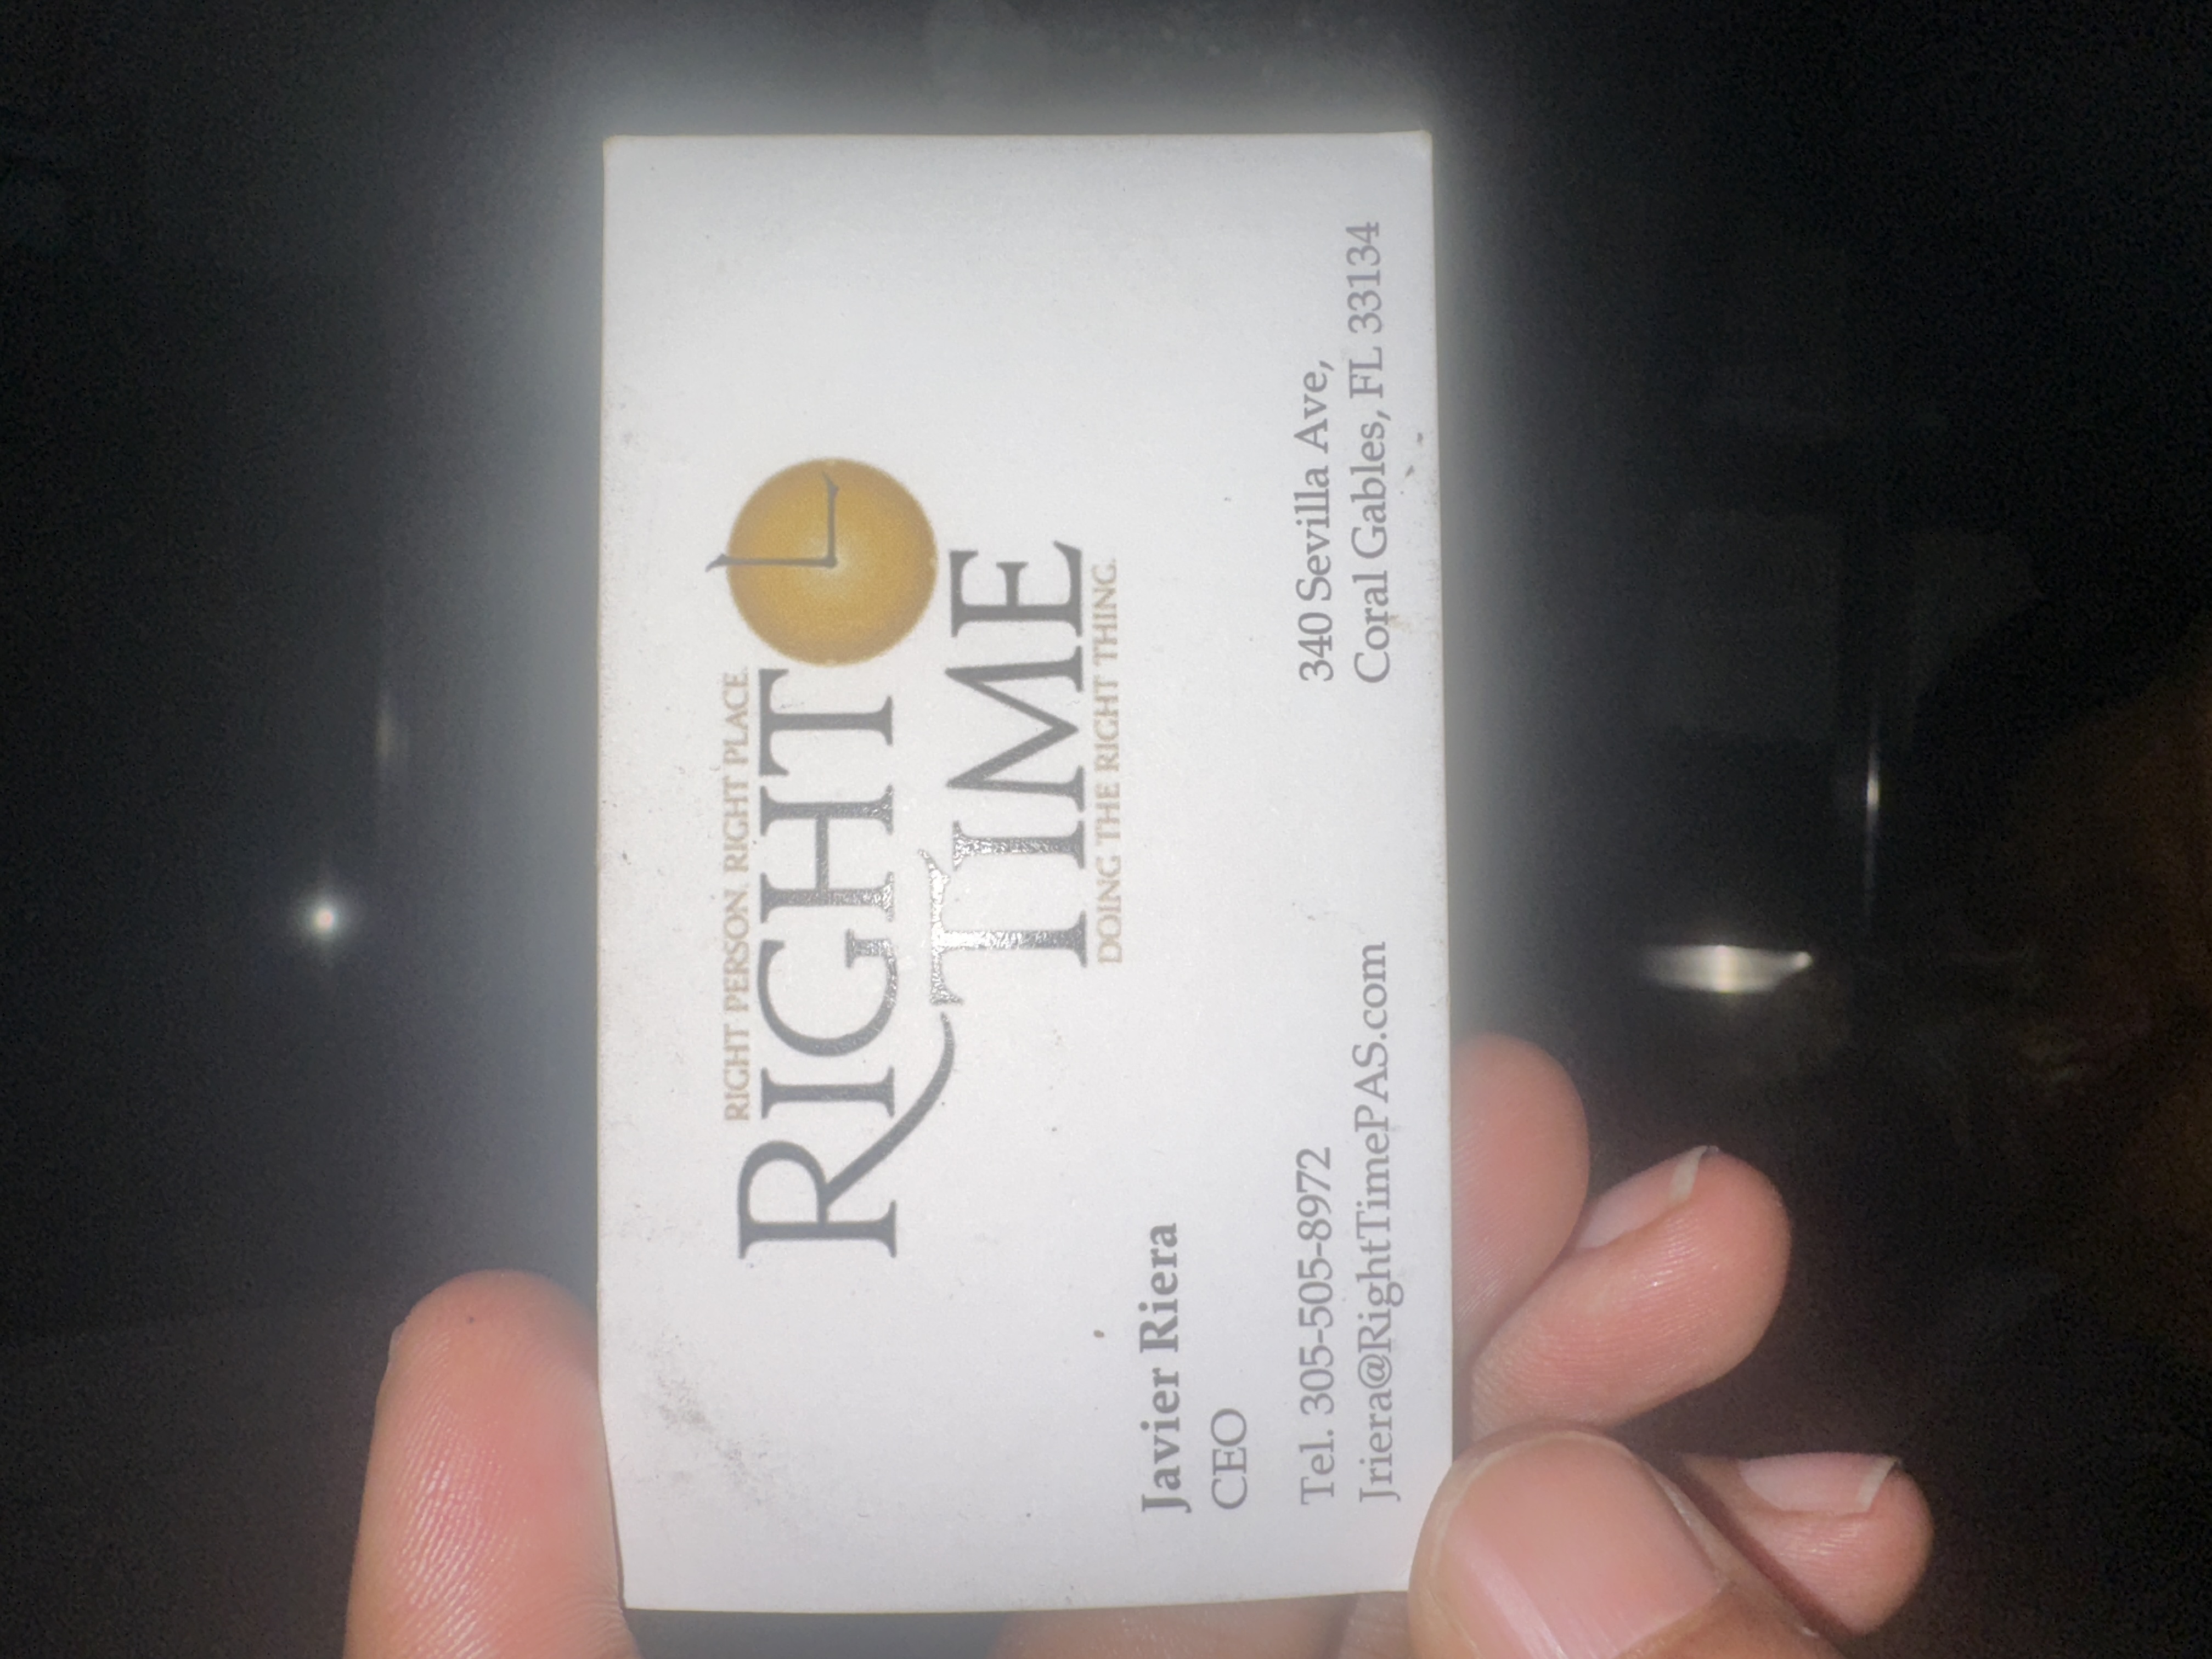 RIGHT PERSON. RIGHT PLACE.
RIGHT
TIME
DOING THE RIGHT THING.
Javier Riera
CEO
Tel. 305-505-8972
Jriera@RightTimePAS.com
340 Sevilla Ave,
Coral Gables, FL 33134